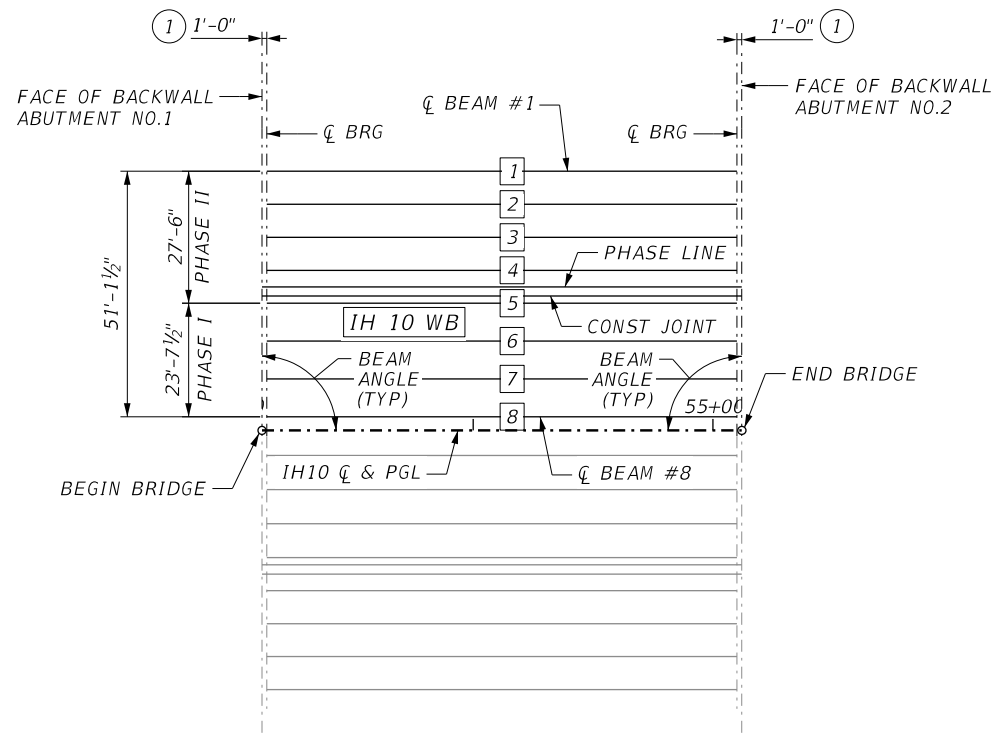 1 1'-0"
1'-0" 1
FACE OF BACKWALL
ABUTMENT NO.1
FACE OF BACKWALL
ABUTMENT NO.2
℄ BEAM #1
℄ BRG
℄ BRG
1
2
3
4
5
6
7
8
PHASE LINE
CONST JOINT
51'-1½"
27'-6"
PHASE II
23'-7½"
PHASE I
IH 10 WB
BEAM
ANGLE
(TYP)
BEAM
ANGLE
(TYP)
55+00
END BRIDGE
BEGIN BRIDGE
IH10 ℄ & PGL
℄ BEAM #8